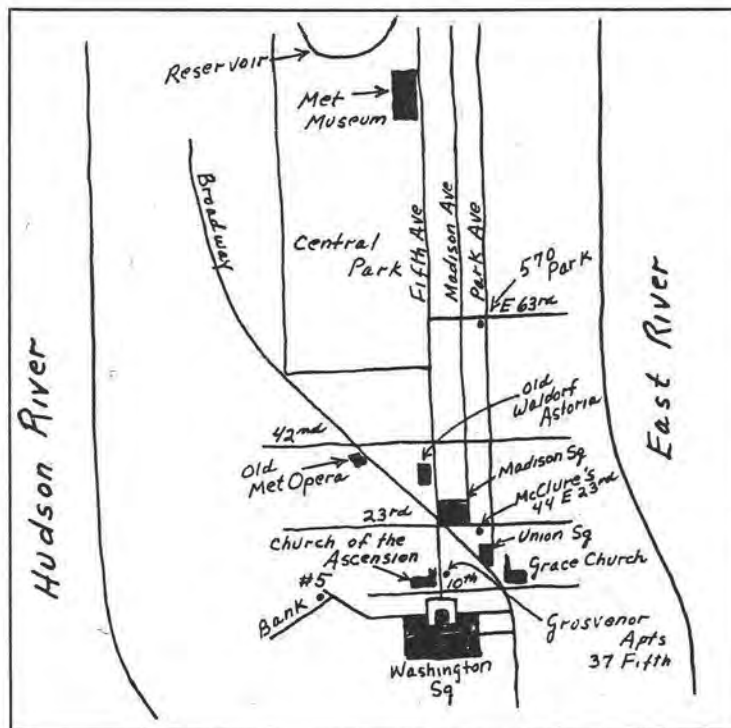 Reservoir
Met
Museum
Broadway
Central
Park
Fifth Ave
Madison Ave
Park Ave
570
Park
E 63rd
Hudson River
East River
Old
Waldorf
Astoria
42nd
Old
Met Opera
Madison Sq
McClure's
44 E 23rd
23rd
Union Sq
Church of the
Ascension
Grace Church
#5
10th
Bank
Grosvenor
Apts
37 Fifth
Washington
Sq